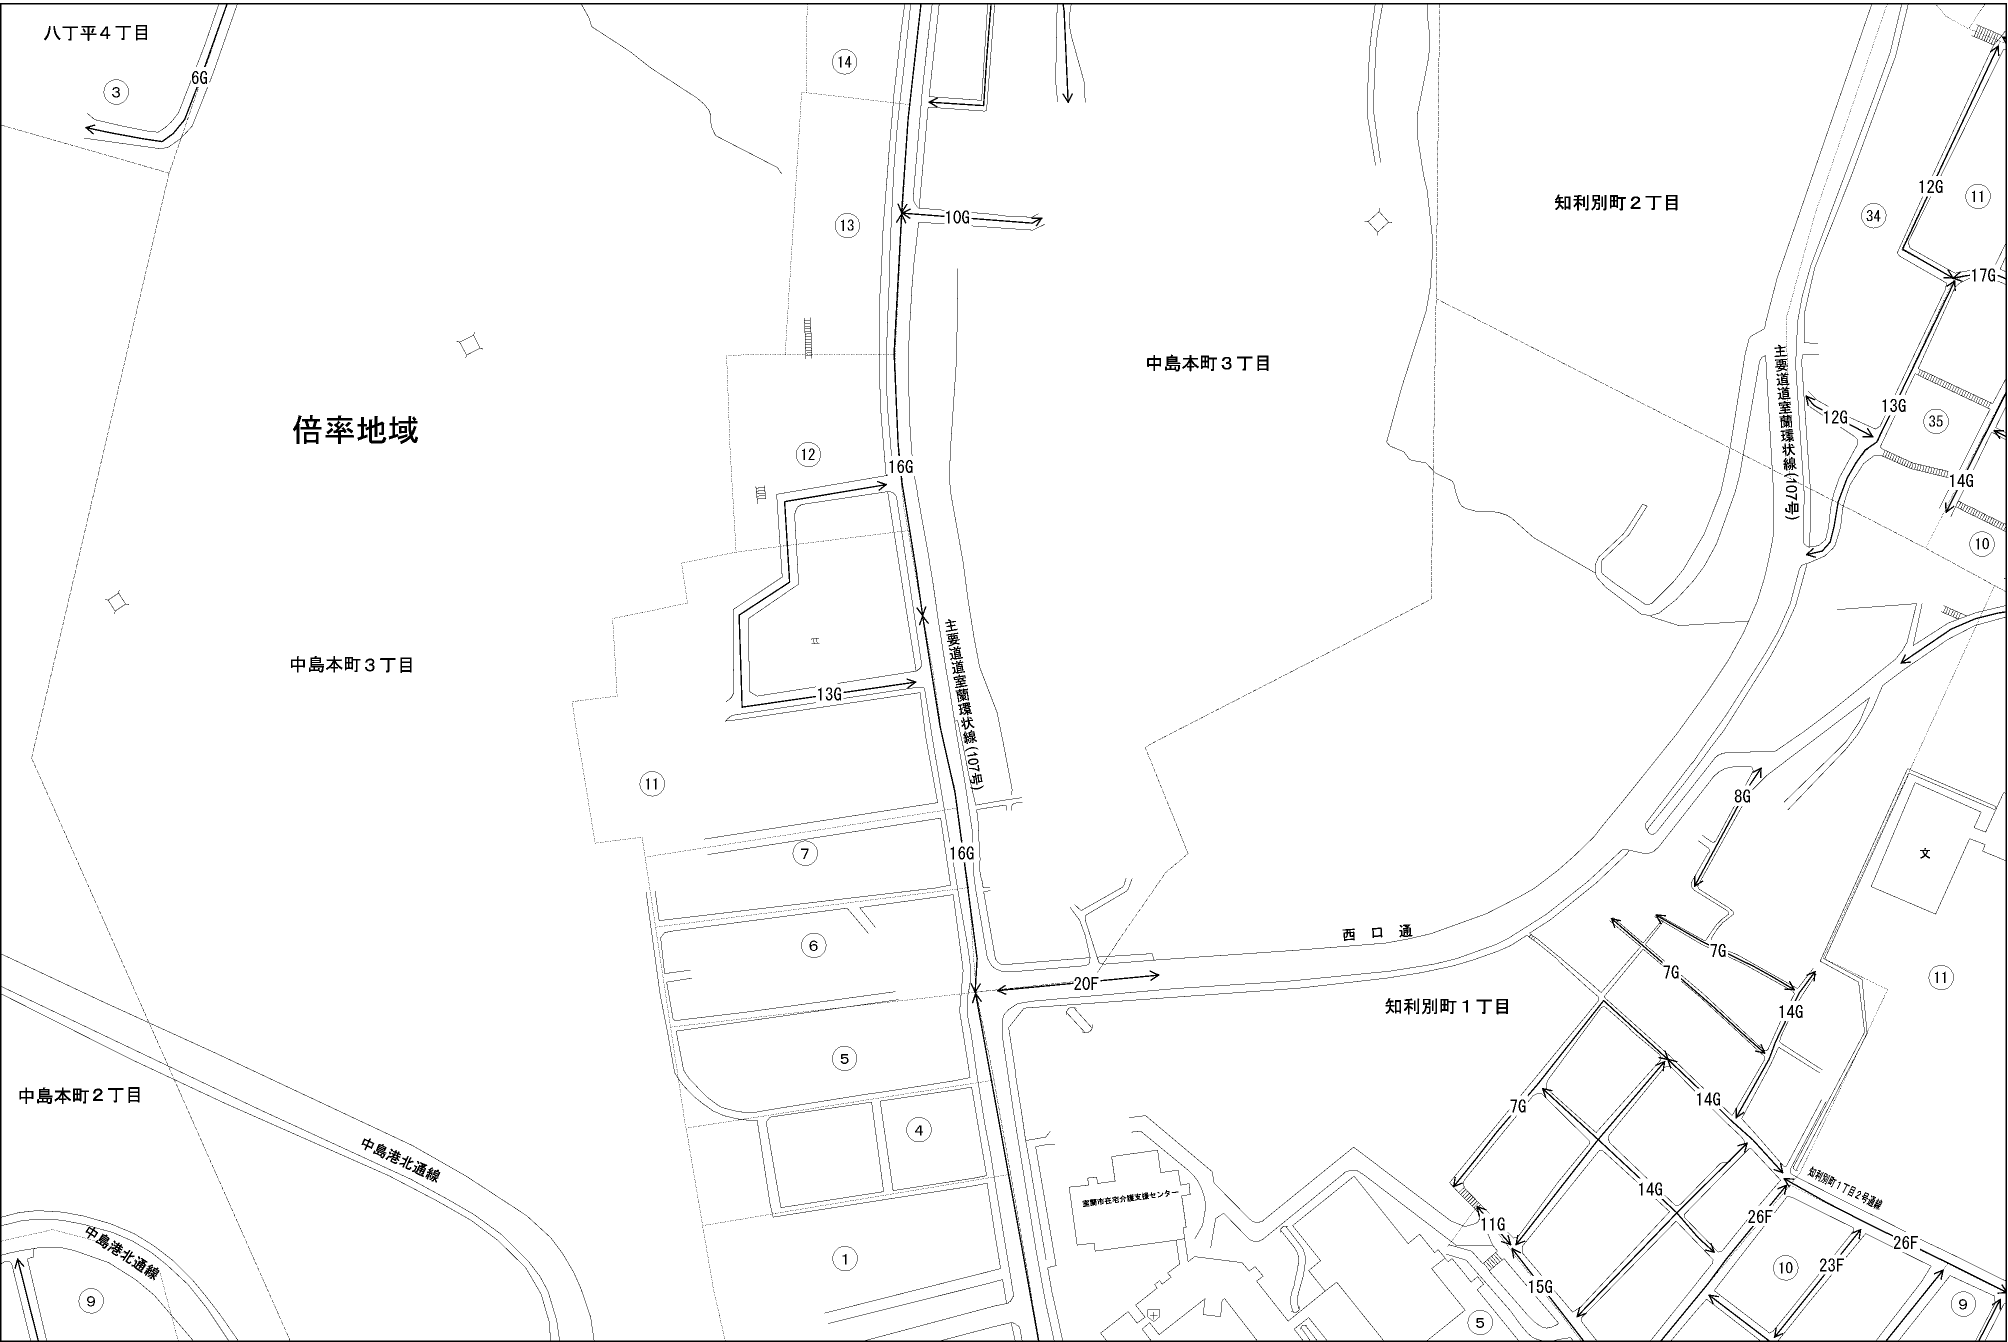 八丁平４丁目
6G
3
14
12G
11
知利別町２丁目
34
10G
13
17G
中島本町３丁目
主要道道室蘭環状線(107号)
13G
12G
35
倍率地域
12
16G
14G
10
主要道道室蘭環状線(107号)
中島本町３丁目
13G
11
8G
7
16G
文
西口通
6
7G
7G
11
20F
知利別町１丁目
14G
5
中島本町２丁目
7G
14G
4
中島港北通線
知利別町１丁目２号通線
14G
室蘭市在宅介護支援センター
26F
11G
中島港北通線
26F
1
23F
10
15G
9
9
5